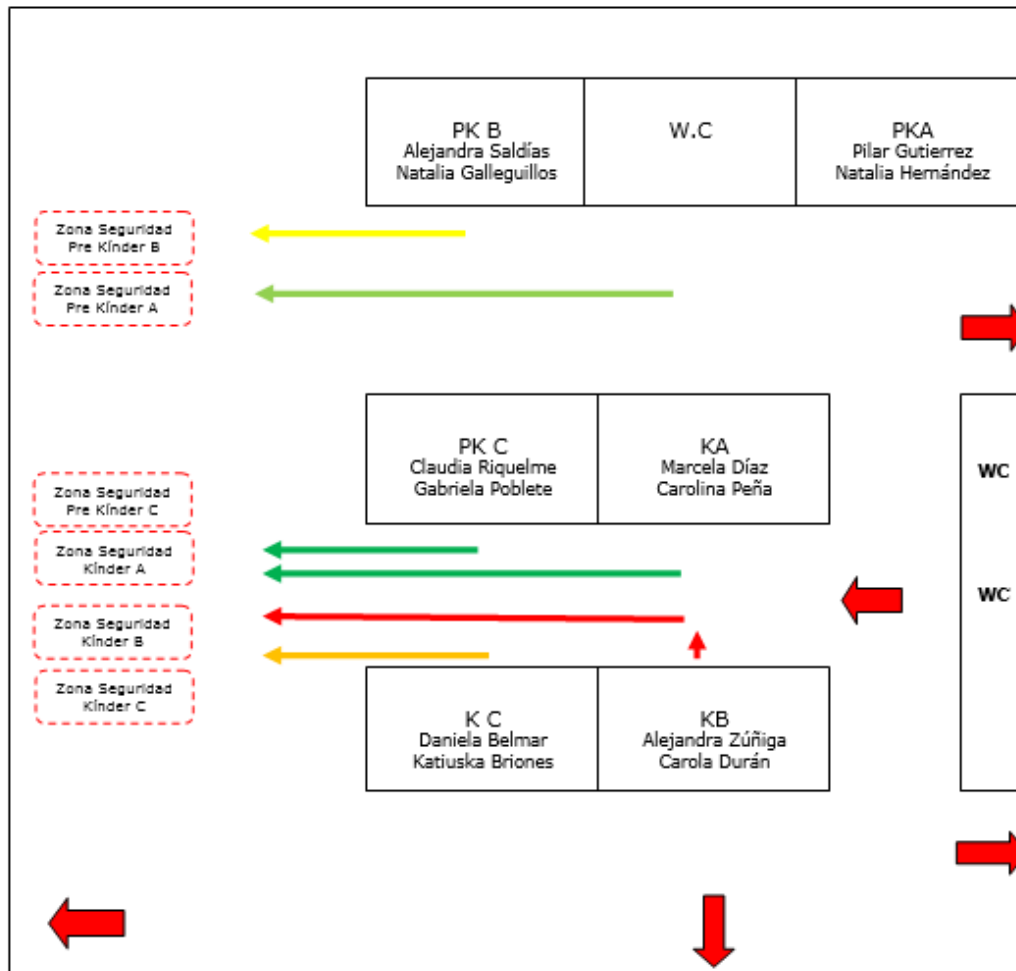 PK B
Alejandra Saldías
Natalia Galleguillos
W.C
PKA
Pilar Gutierrez
Natalia Hernández
Zona Seguridad
Pre Kínder B
Zona Seguridad
Pre Kínder A
PK C
Claudia Riquelme
Gabriela Poblete
KA
Marcela Díaz
Carolina Peña
WC
WC
Zona Seguridad
Pre Kínder C
Zona Seguridad
Kínder A
Zona Seguridad
Kínder B
Zona Seguridad
Kínder C
K C
Daniela Belmar
Katiuska Briones
KB
Alejandra Zúñiga
Carola Durán